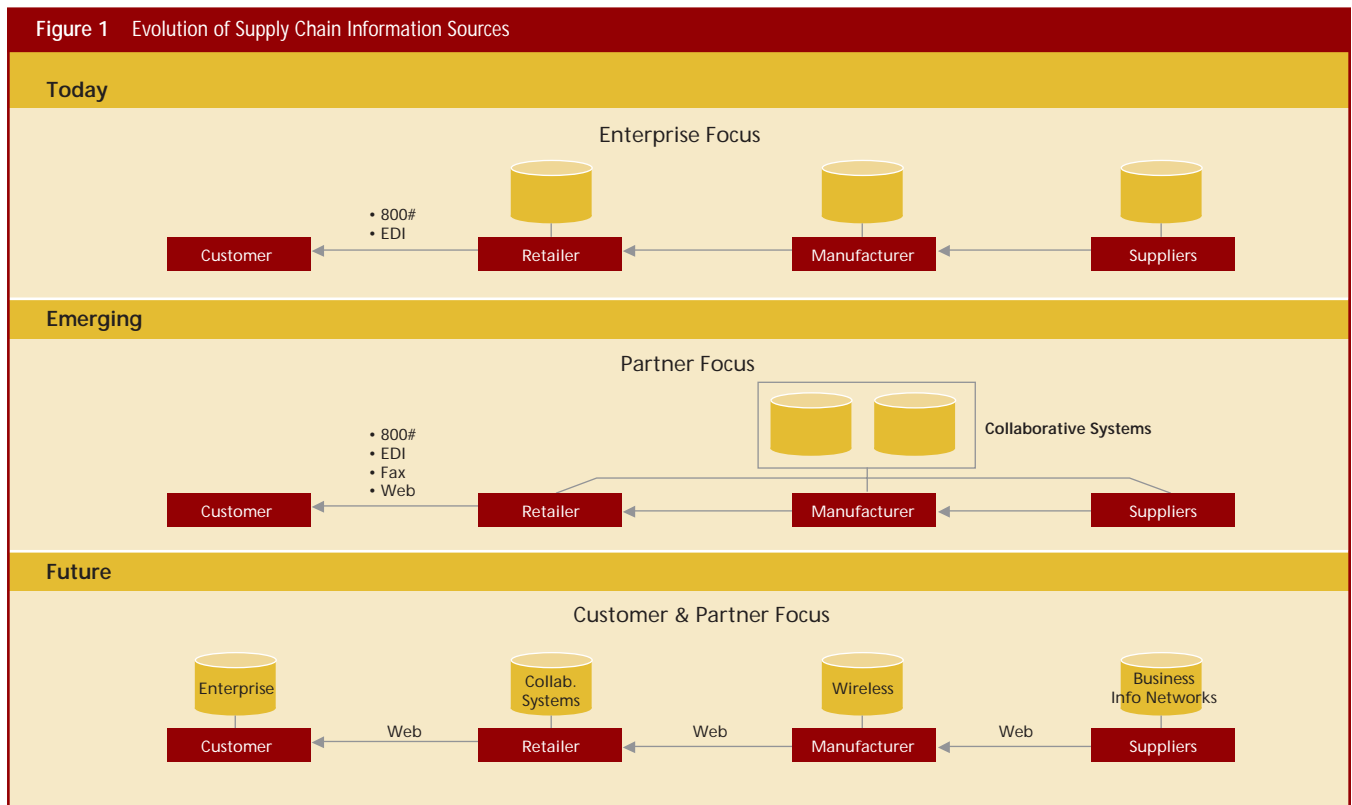 Figure 1 Evolution of Supply Chain Information Sources
Today
Enterprise Focus
• 800#
• EDI
Customer
Retailer
Manufacturer
Suppliers
Emerging
Partner Focus
Collaborative Systems
• 800#
• EDI
• Fax
• Web
Customer
Retailer
Manufacturer
Suppliers
Future
Customer & Partner Focus
Enterprise
Collab.
Systems
Wireless
Business
Info Networks
Customer
Web
Retailer
Web
Manufacturer
Web
Suppliers